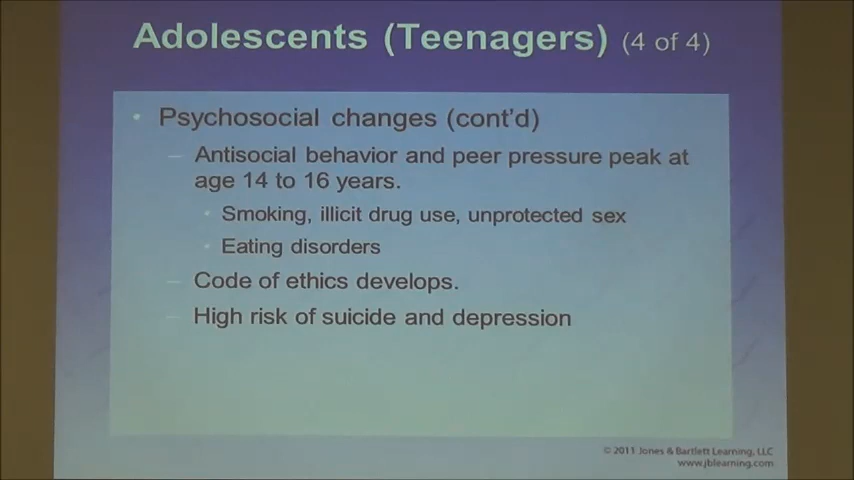 Adolescents (Teenagers) (4 of 4)
• Psychosocial changes (cont'd)
– Antisocial behavior and peer pressure peak at
age 14 to 16 years.
• Smoking, illicit drug use, unprotected sex
• Eating disorders
– Code of ethics develops.
– High risk of suicide and depression
© 2011 Jones & Bartlett Learning, LLC
www.jblearning.com